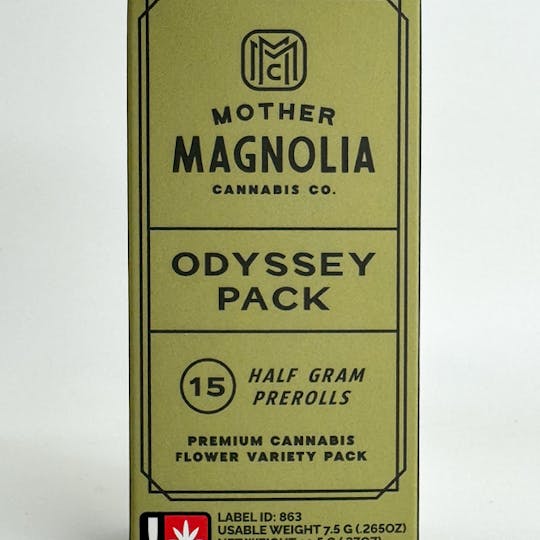 MMC
MOTHER
MAGNOLIA
CANNABIS CO.
ODYSSEY
PACK
15 HALF GRAM
PREROLLS
PREMIUM CANNABIS
FLOWER VARIETY PACK
!
LABEL ID: 863
USABLE WEIGHT 7.5 G (.265OZ)